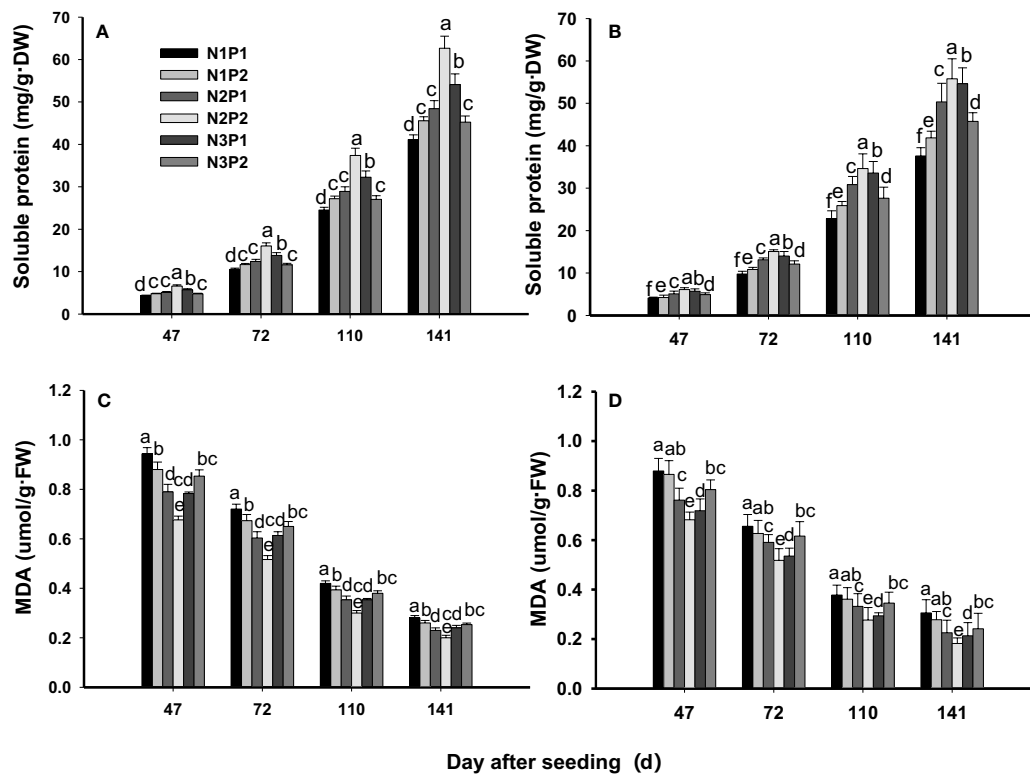 A
Soluble protein (mg/g·DW)
70
60
50
40
30
20
10
0
N1P1
N1P2
N2P1
N2P2
N3P1
N3P2
d c c a b c
d c c a b c
d c c a b c
d c c a b c
47 72 110 141
B
Soluble protein (mg/g·DW)
70
60
50
40
30
20
10
0
f e c a b d
f e c a b d
f e c a b d
f e c a b d
47 72 110 141
C
MDA (umol/g·FW)
1.2
1.0
0.8
0.6
0.4
0.2
0.0
a b d e cd bc
a b d e cd bc
a b d e cd bc
a b d e cd bc
47 72 110 141
D
MDA (umol/g·FW)
1.2
1.0
0.8
0.6
0.4
0.2
0.0
a ab c e d bc
a ab c e d bc
a ab c e d bc
a ab c e d bc
47 72 110 141
Day after seeding (d)